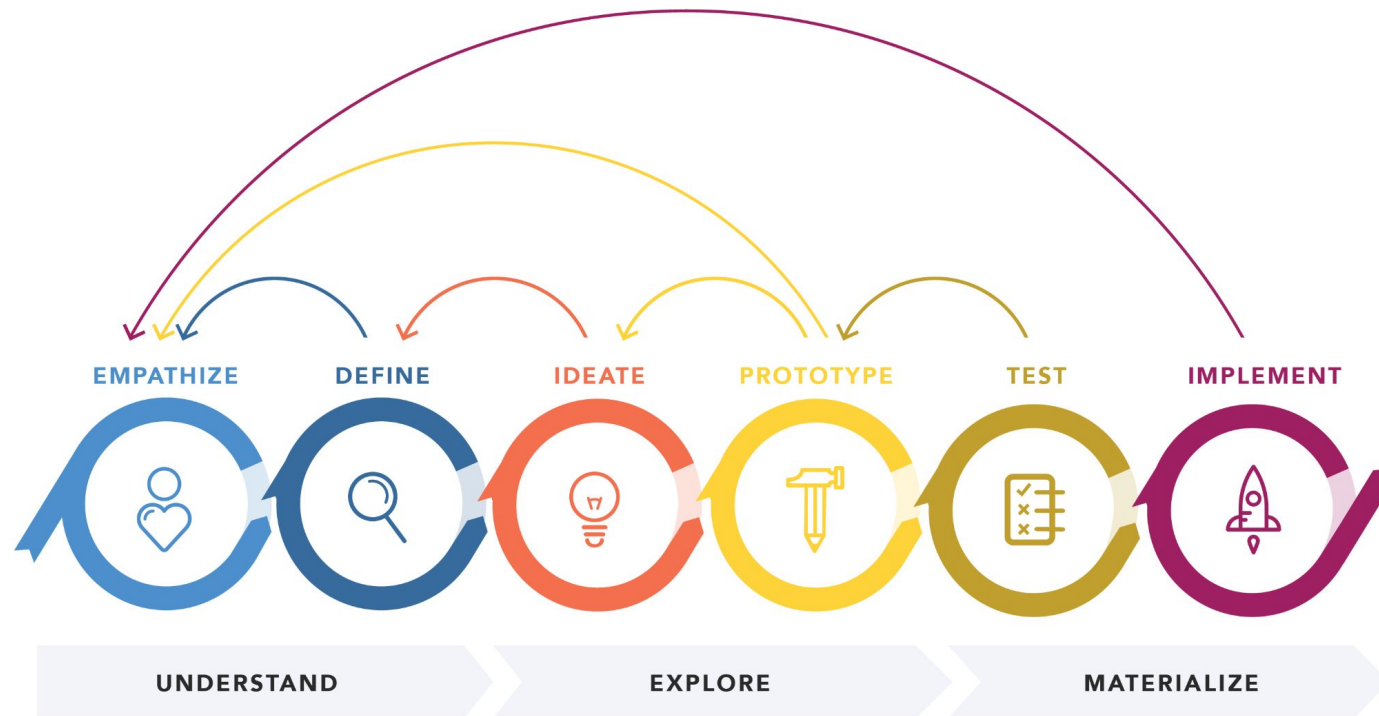 EMPATHIZE
DEFINE
IDEATE
PROTOTYPE
TEST
IMPLEMENT
UNDERSTAND
EXPLORE
MATERIALIZE